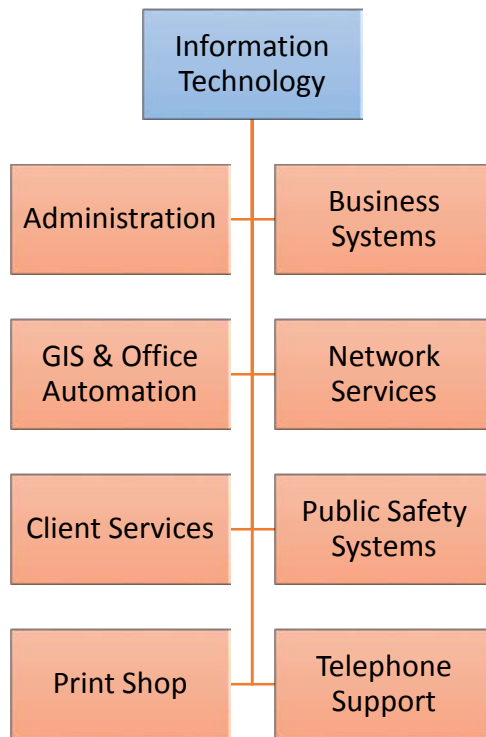 Information
Technology
Administration
Business
Systems
GIS & Office
Automation
Network
Services
Client Services
Public Safety
Systems
Print Shop
Telephone
Support